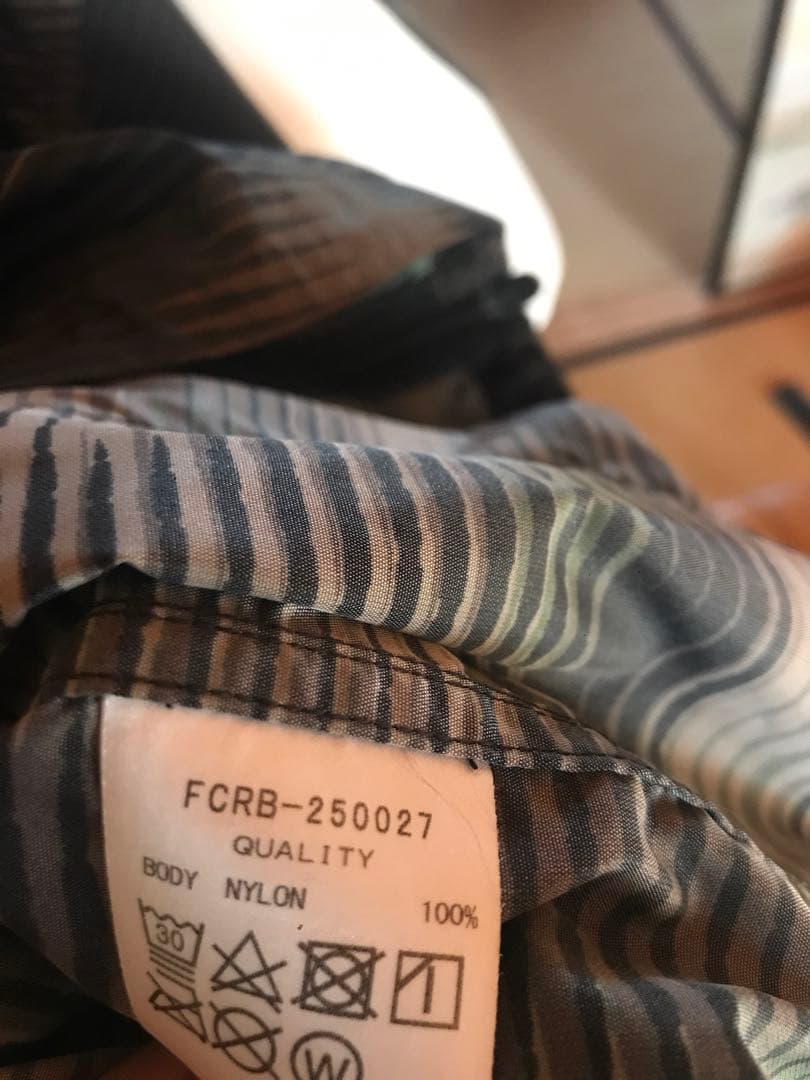 FCRB-250027
QUALITY
BODY NYLON 100%
30
W